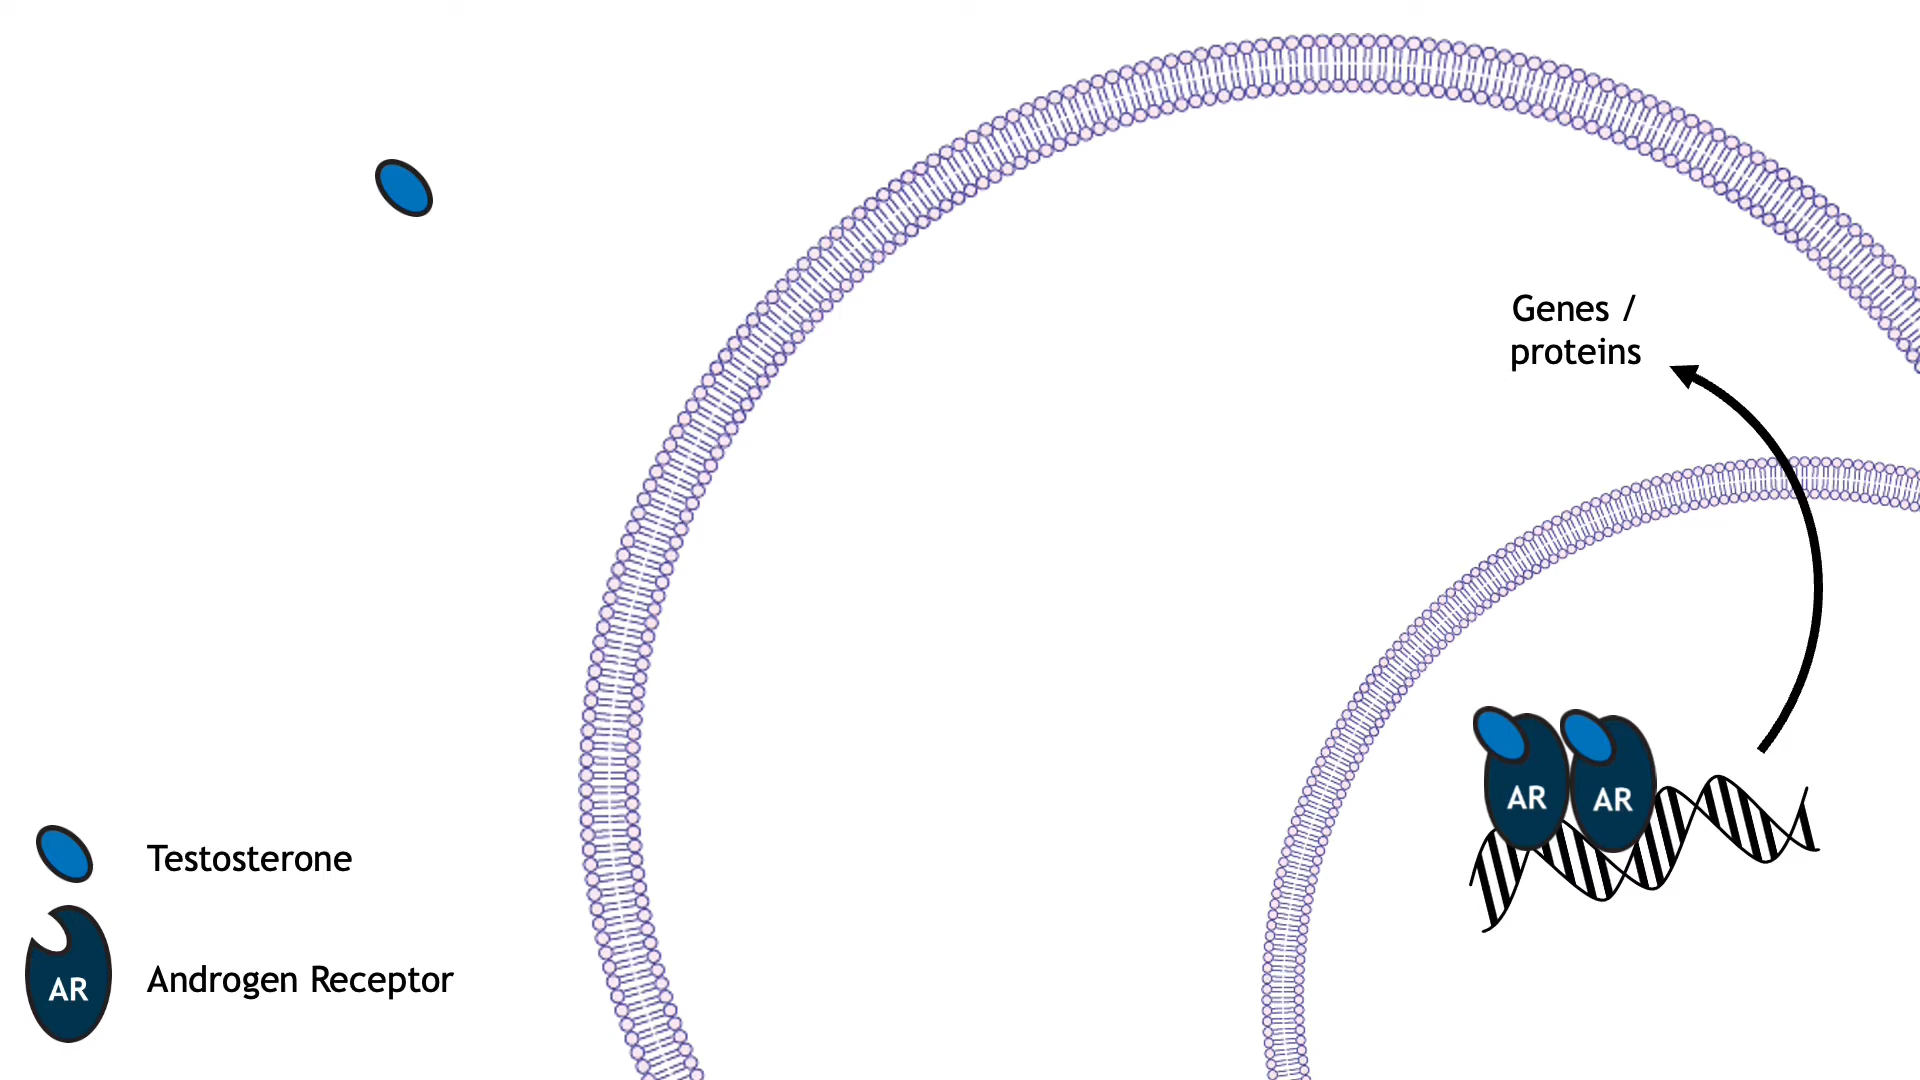 Genes /
proteins
AR AR
Testosterone
AR
Androgen Receptor